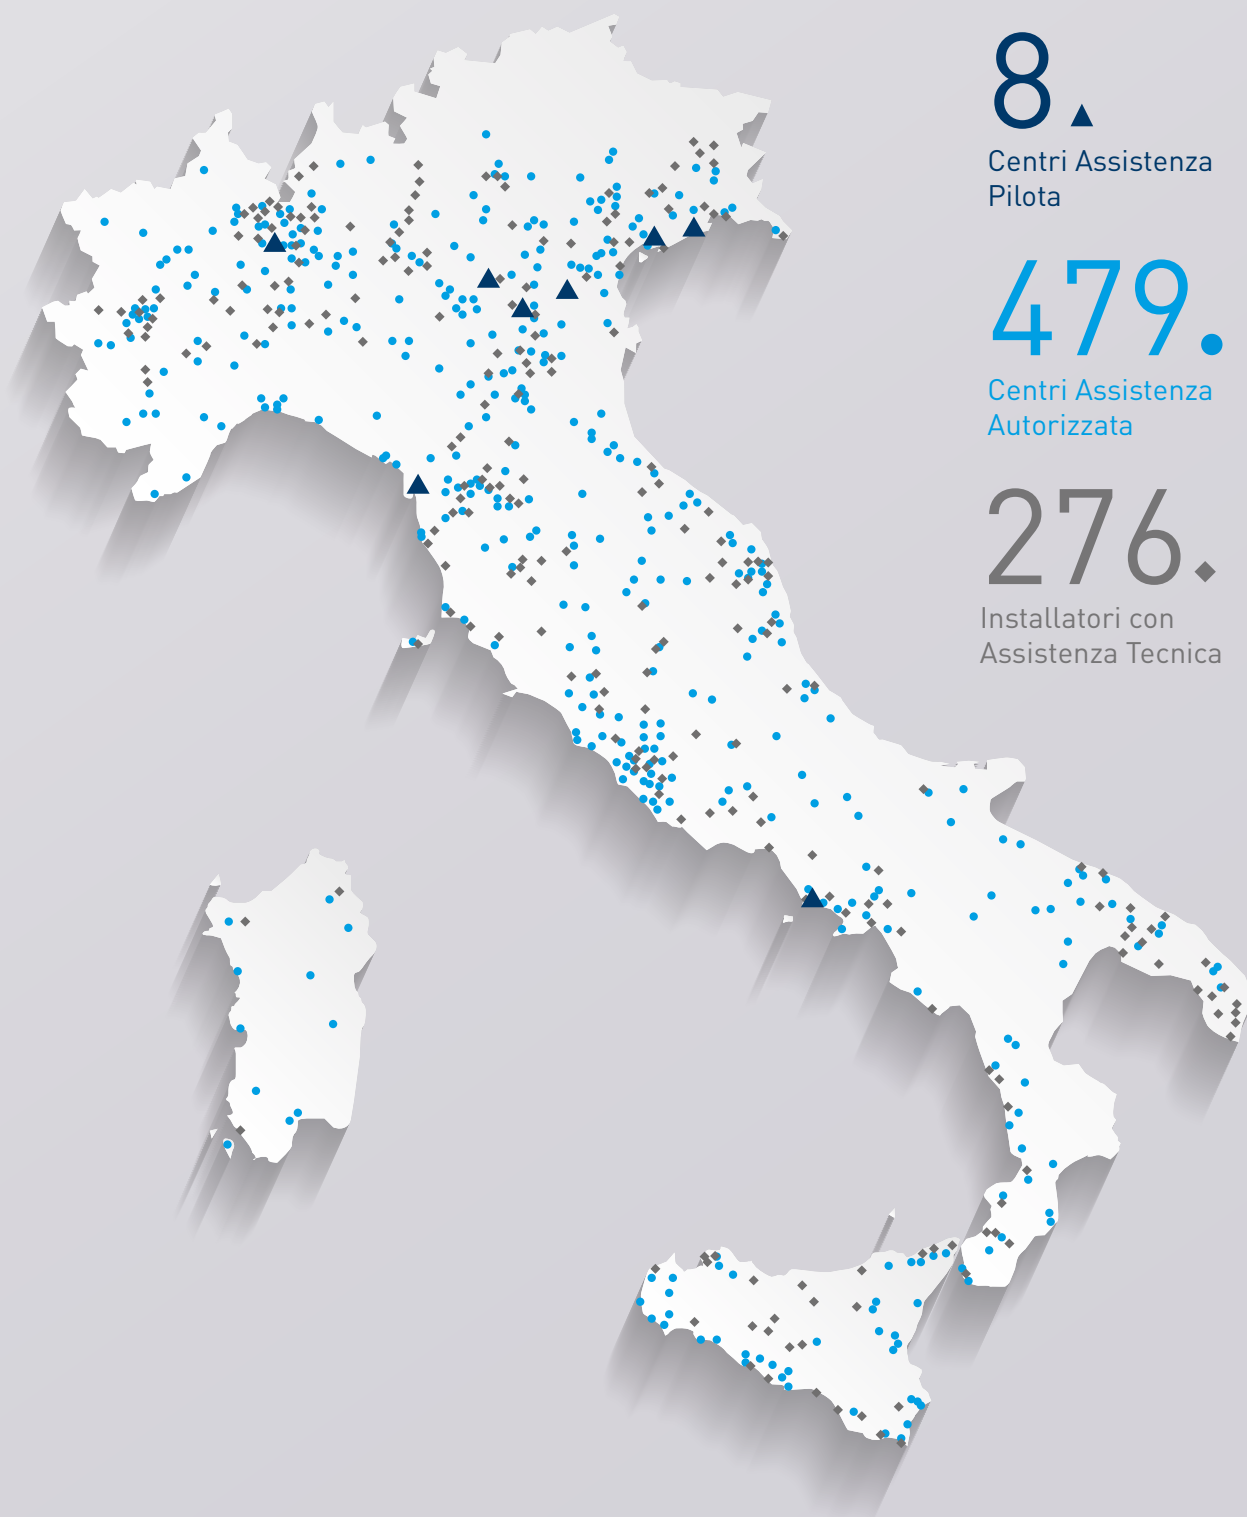 8
Centri Assistenza
Pilota
479
Centri Assistenza
Autorizzata
276
Installatori con
Assistenza Tecnica